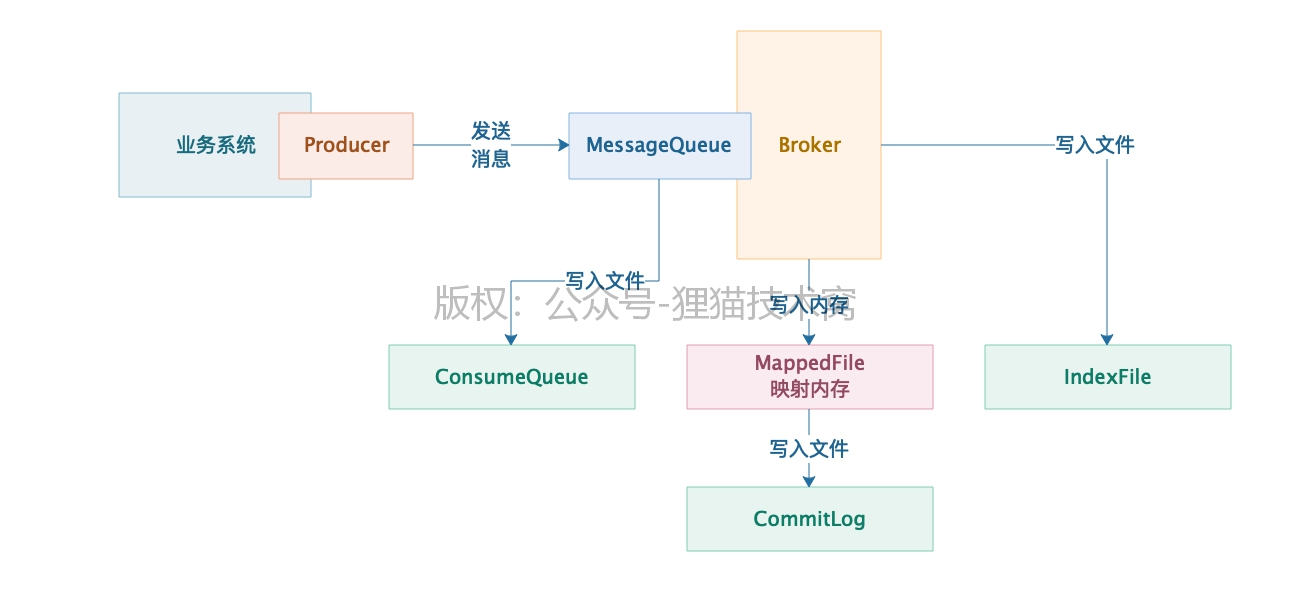 业务系统
Producer
发送
消息
MessageQueue
Broker
写入文件
写入文件
版权：公众号-狸猫技术窝
写入内存
ConsumeQueue
MappedFile
映射内存
IndexFile
写入文件
CommitLog